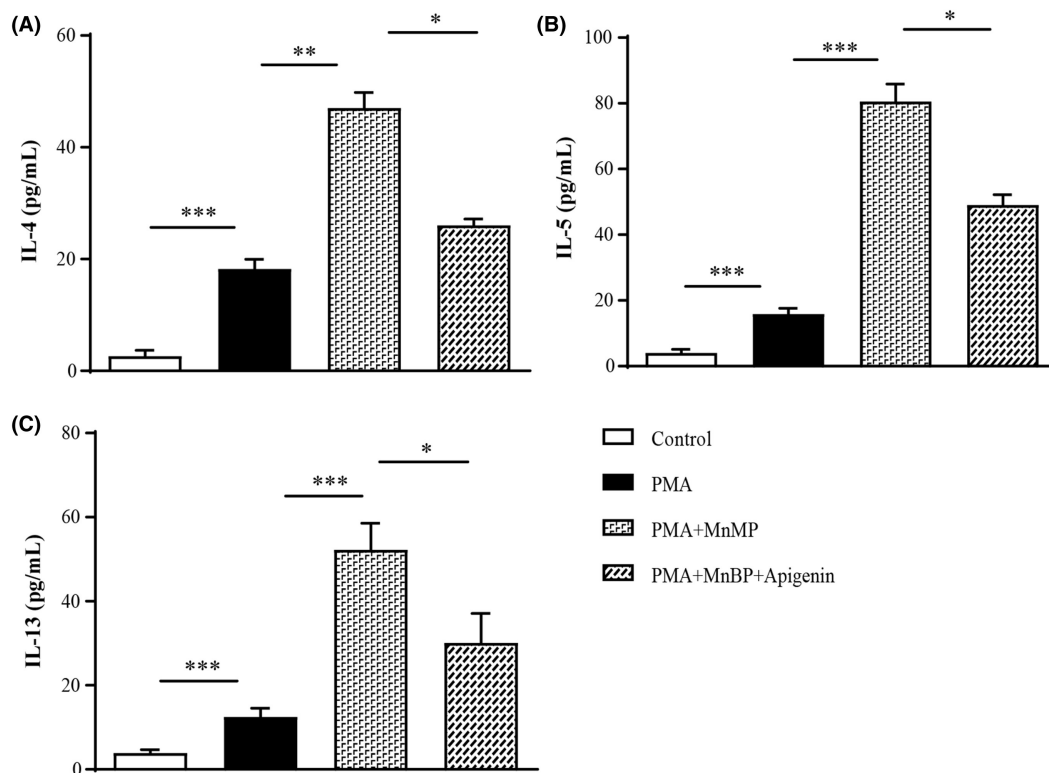 (A)
IL-4 (pg/mL)
60
40
20
0
***
**
*
(B)
IL-5 (pg/mL)
100
80
60
40
20
0
***
***
*
(C)
IL-13 (pg/mL)
80
60
40
20
0
***
***
*
Control
PMA
PMA+MnMP
PMA+MnBP+Apigenin